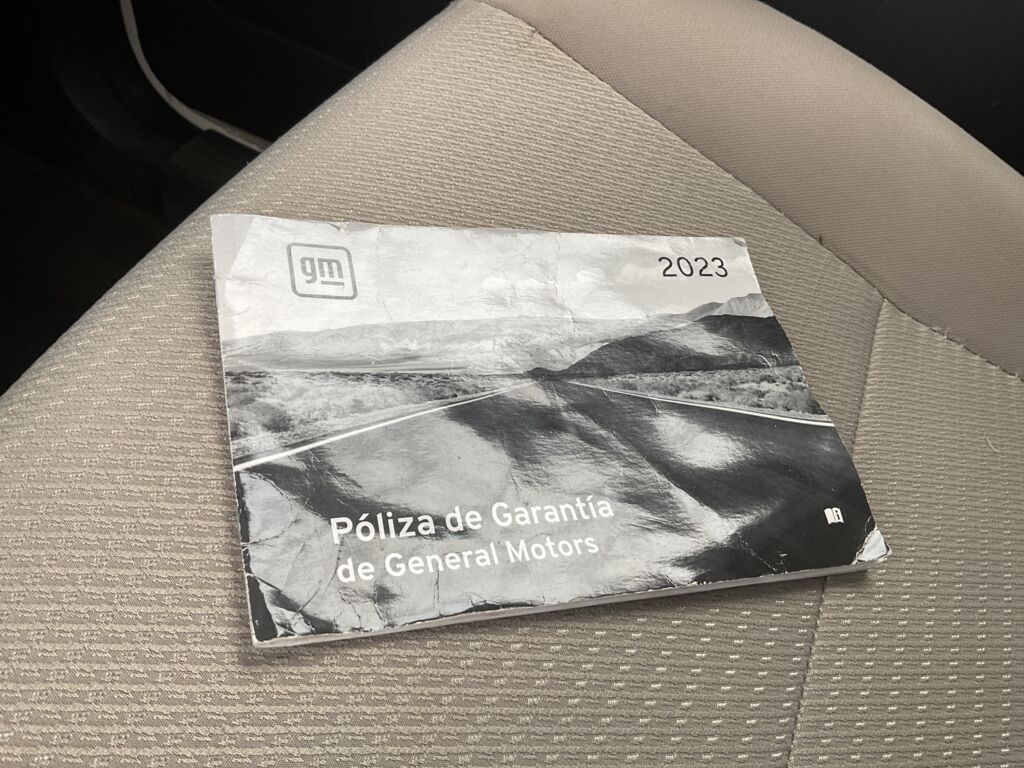 gm
2023
Póliza de Garantía
de General Motors